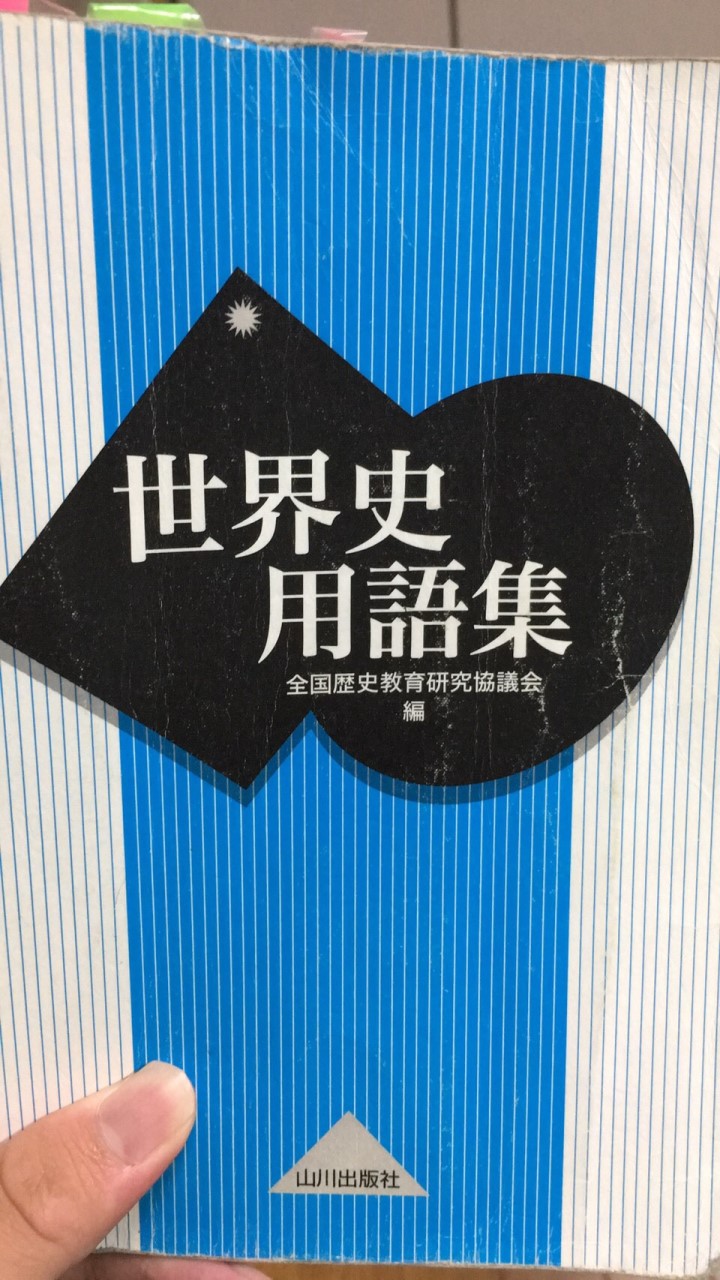 世界史
用語集
全国歴史教育研究協議会
編
山川出版社